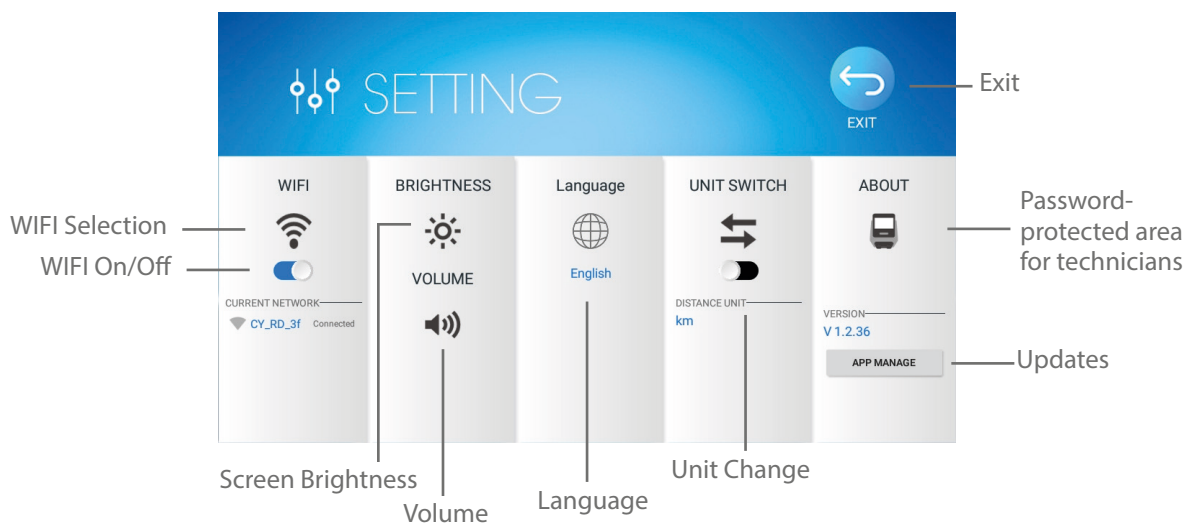 SETTING
EXIT
Exit
WIFI
BRIGHTNESS
Language
UNIT SWITCH
ABOUT
WIFI Selection
WIFI On/Off
Password-
protected area
for technicians
VOLUME
English
CURRENT NETWORK
CY_RD_3f Connected
DISTANCE UNIT
km
VERSION
V 1.2.36
APP MANAGE
Updates
Screen Brightness
Volume
Language
Unit Change